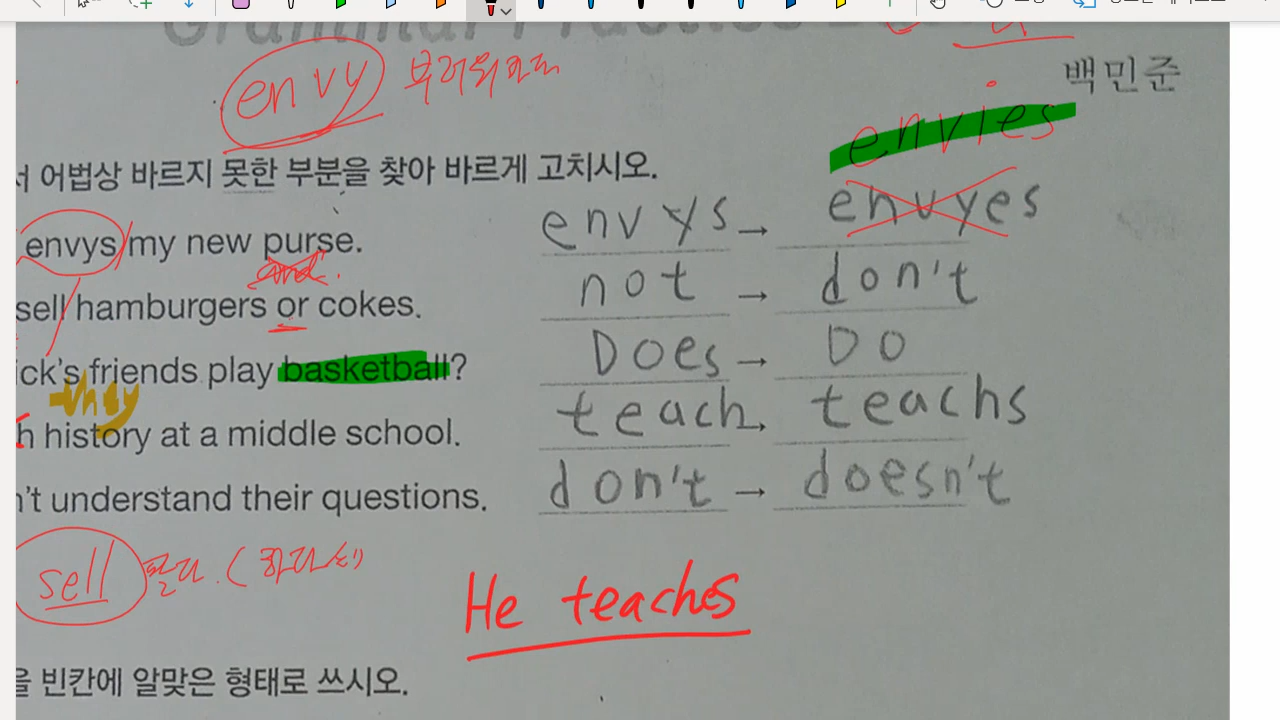 Grammar Practice
envy 부러워하다
백민준
envies
서 어법상 바르지 못한 부분을 찾아 바르게 고치시오.
envys my new purse. envys → envyes
and.
sell hamburgers or cokes. not → don't
ick's friends play basketball? Does → Do
they
h history at a middle school. teach → teachs
n't understand their questions. don't → doesn't
sell 팔다.
He teaches
을 빈칸에 알맞은 형태로 쓰시오.